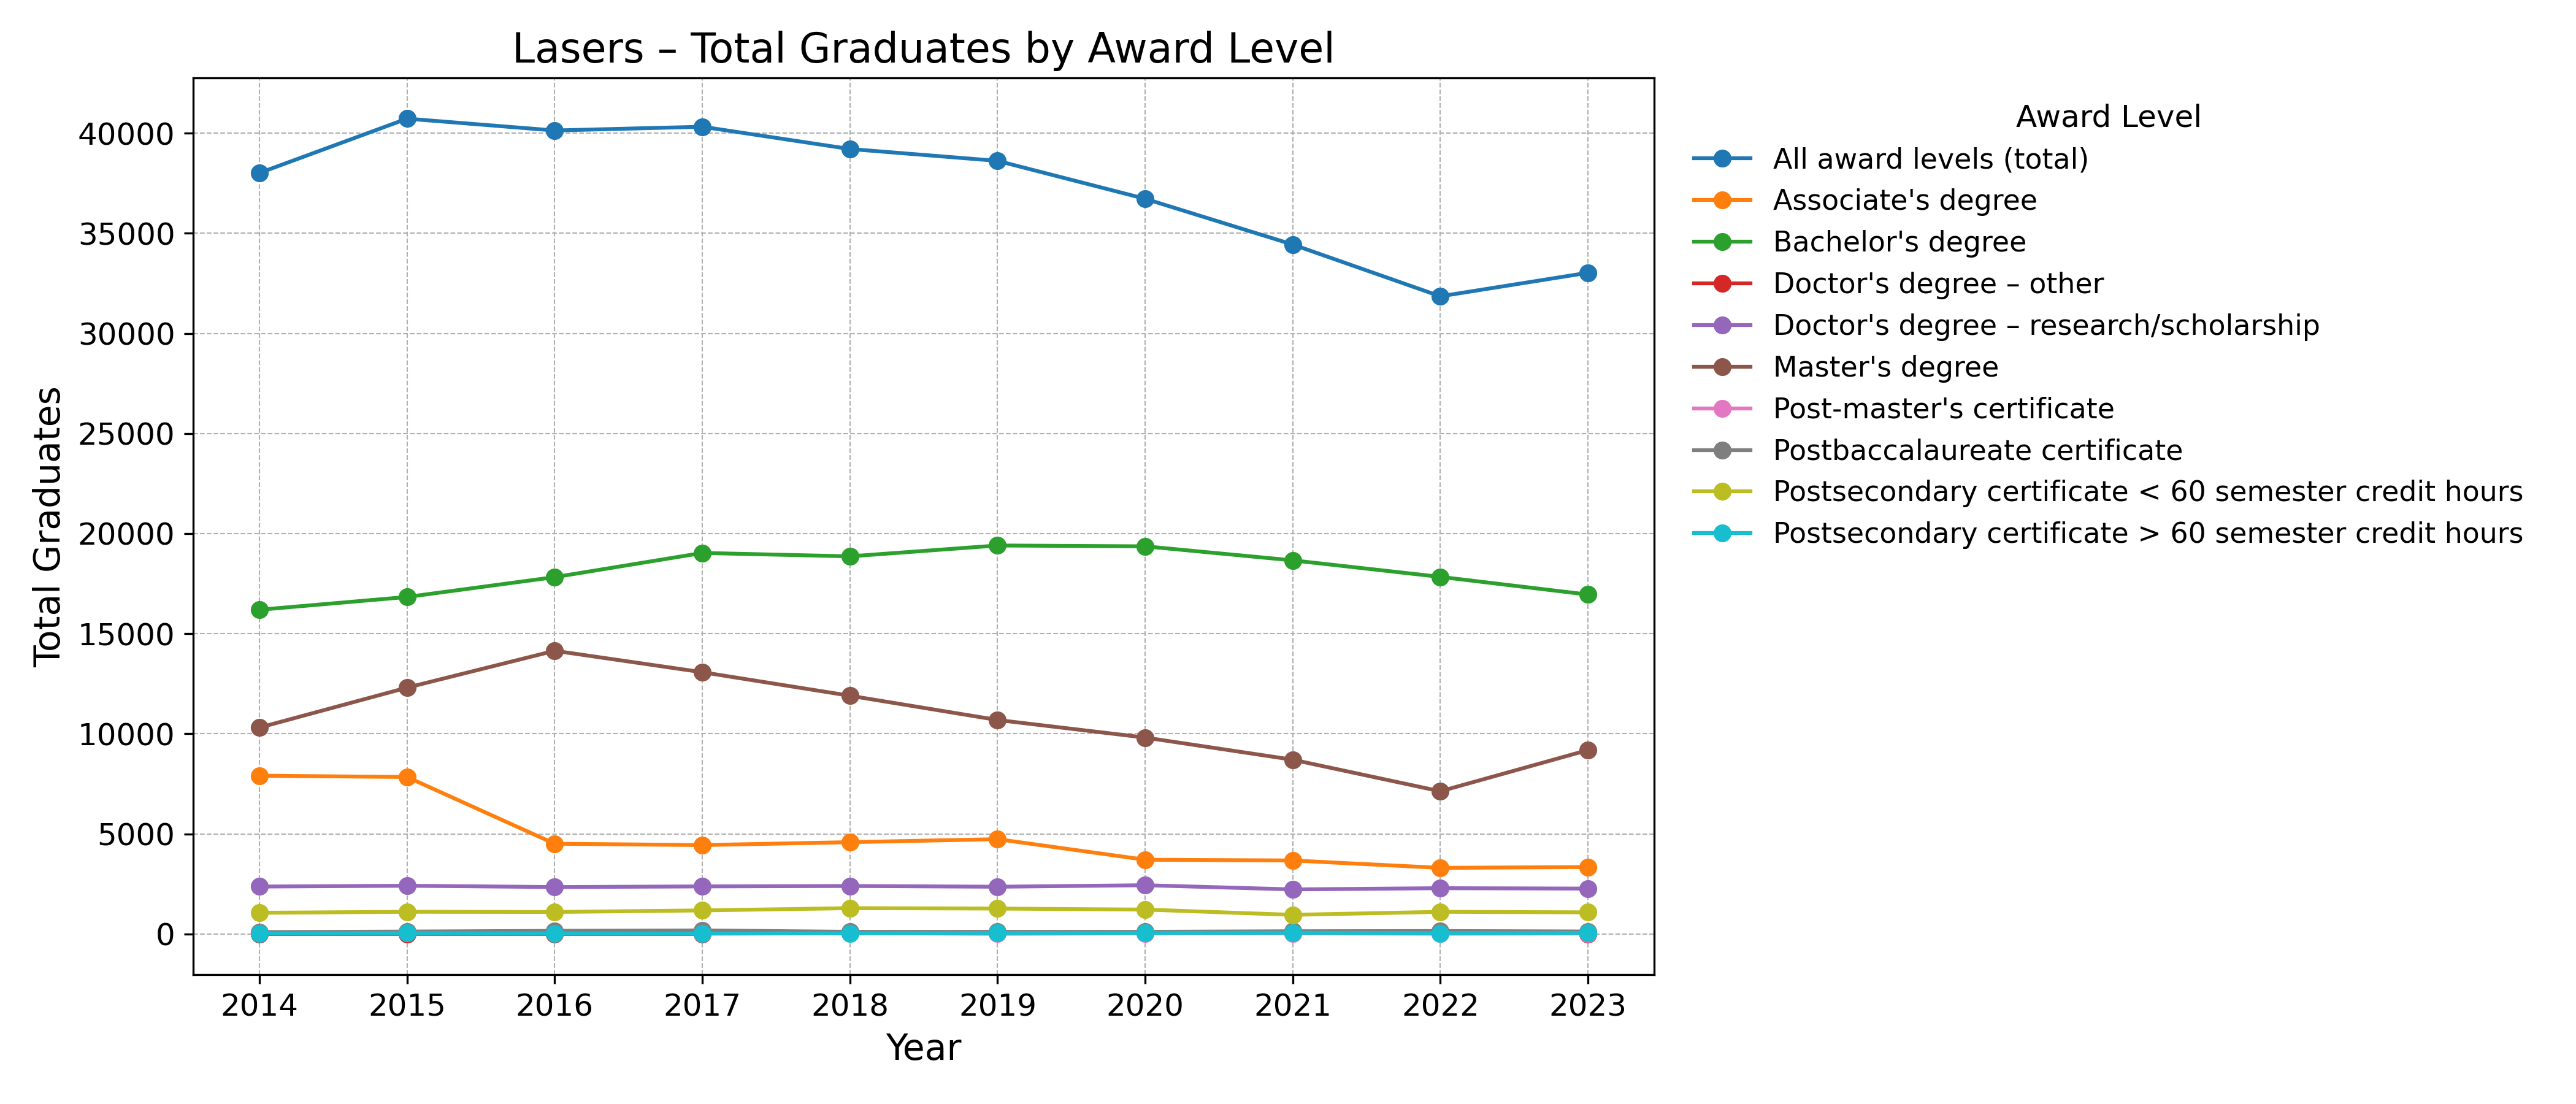 Lasers – Total Graduates by Award Level
Total Graduates
40000
35000
30000
25000
20000
15000
10000
5000
0
2014 2015 2016 2017 2018 2019 2020 2021 2022 2023
Year
Award Level
All award levels (total)
Associate's degree
Bachelor's degree
Doctor's degree – other
Doctor's degree – research/scholarship
Master's degree
Post-master's certificate
Postbaccalaureate certificate
Postsecondary certificate < 60 semester credit hours
Postsecondary certificate > 60 semester credit hours